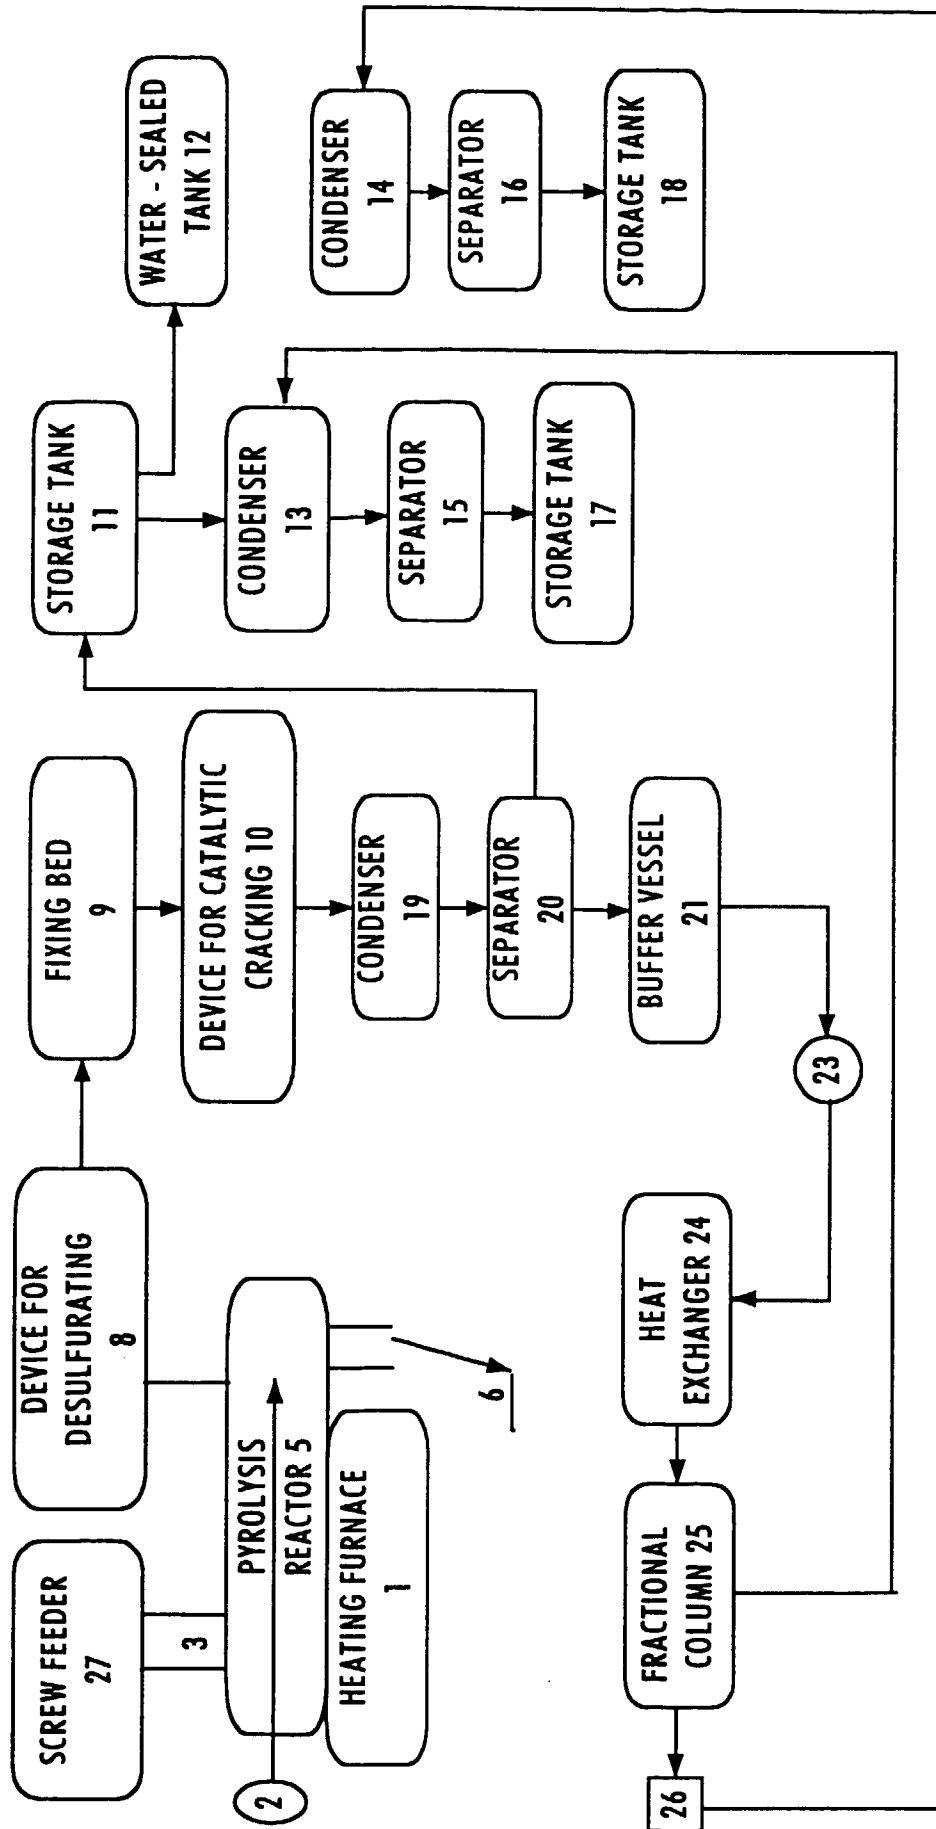 SCREW FEEDER
27
3
2
PYROLYSIS
REACTOR 5
HEATING FURNACE
1
6
DEVICE FOR
DESULFURATING
8
FIXING BED
9
DEVICE FOR CATALYTIC
CRACKING 10
CONDENSER
19
SEPARATOR
20
BUFFER VESSEL
21
23
HEAT
EXCHANGER 24
FRACTIONAL
COLUMN 25
26
STORAGE TANK
11
WATER - SEALED
TANK 12
CONDENSER
13
SEPARATOR
15
STORAGE TANK
17
CONDENSER
14
SEPARATOR
16
STORAGE TANK
18